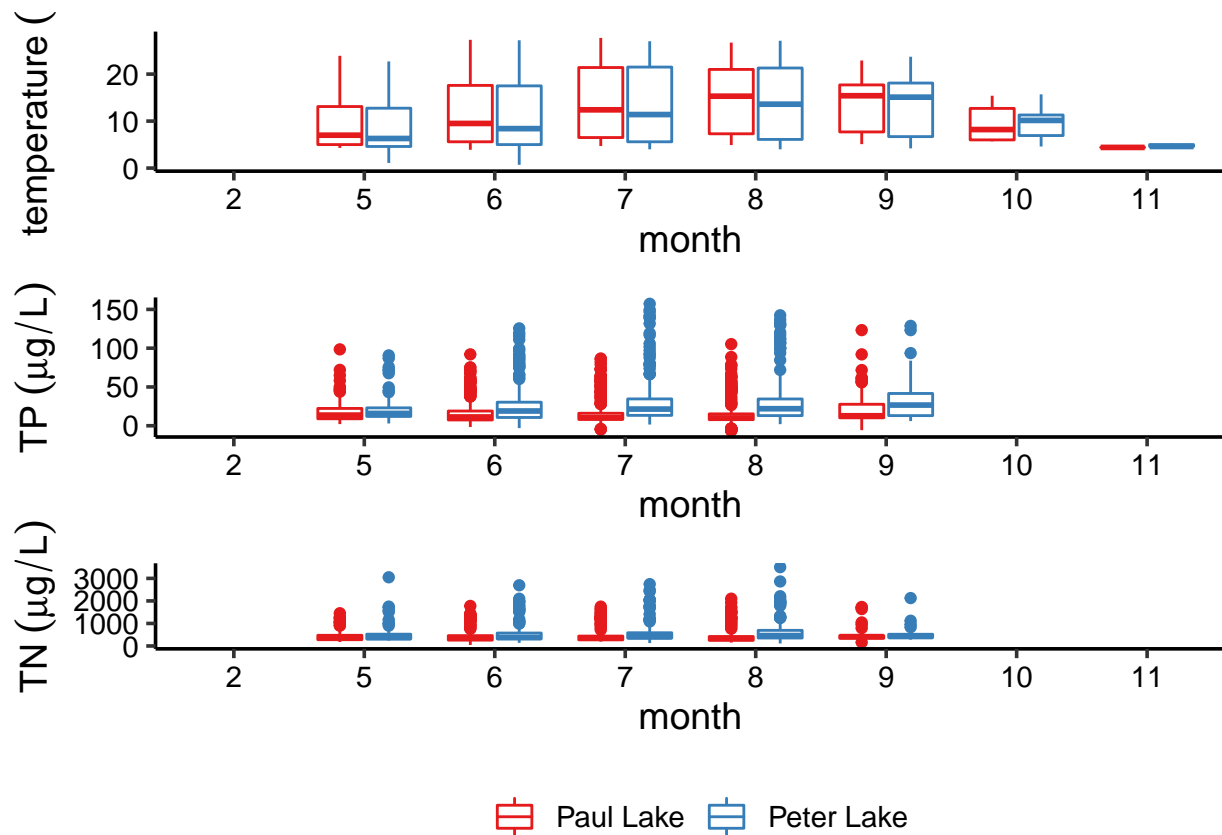 temperature (
20
10
0
2 5 6 7 8 9 10 11
month
TP (μg/L)
150
100
50
0
2 5 6 7 8 9 10 11
month
TN (μg/L)
3000
2000
1000
0
2 5 6 7 8 9 10 11
month
Paul Lake Peter Lake